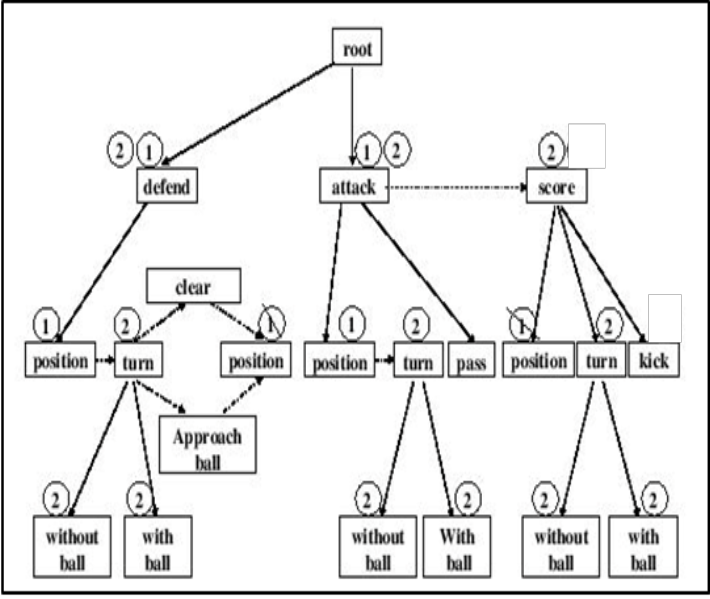 root
2 1
1 2
2
defend
attack
score
clear
1
2
1
1
2
1
2
position
turn
position
position
turn
pass
position
turn
kick
Approach
ball
2
2
2
2
2
2
without
ball
with
ball
without
ball
With
ball
without
ball
with
ball